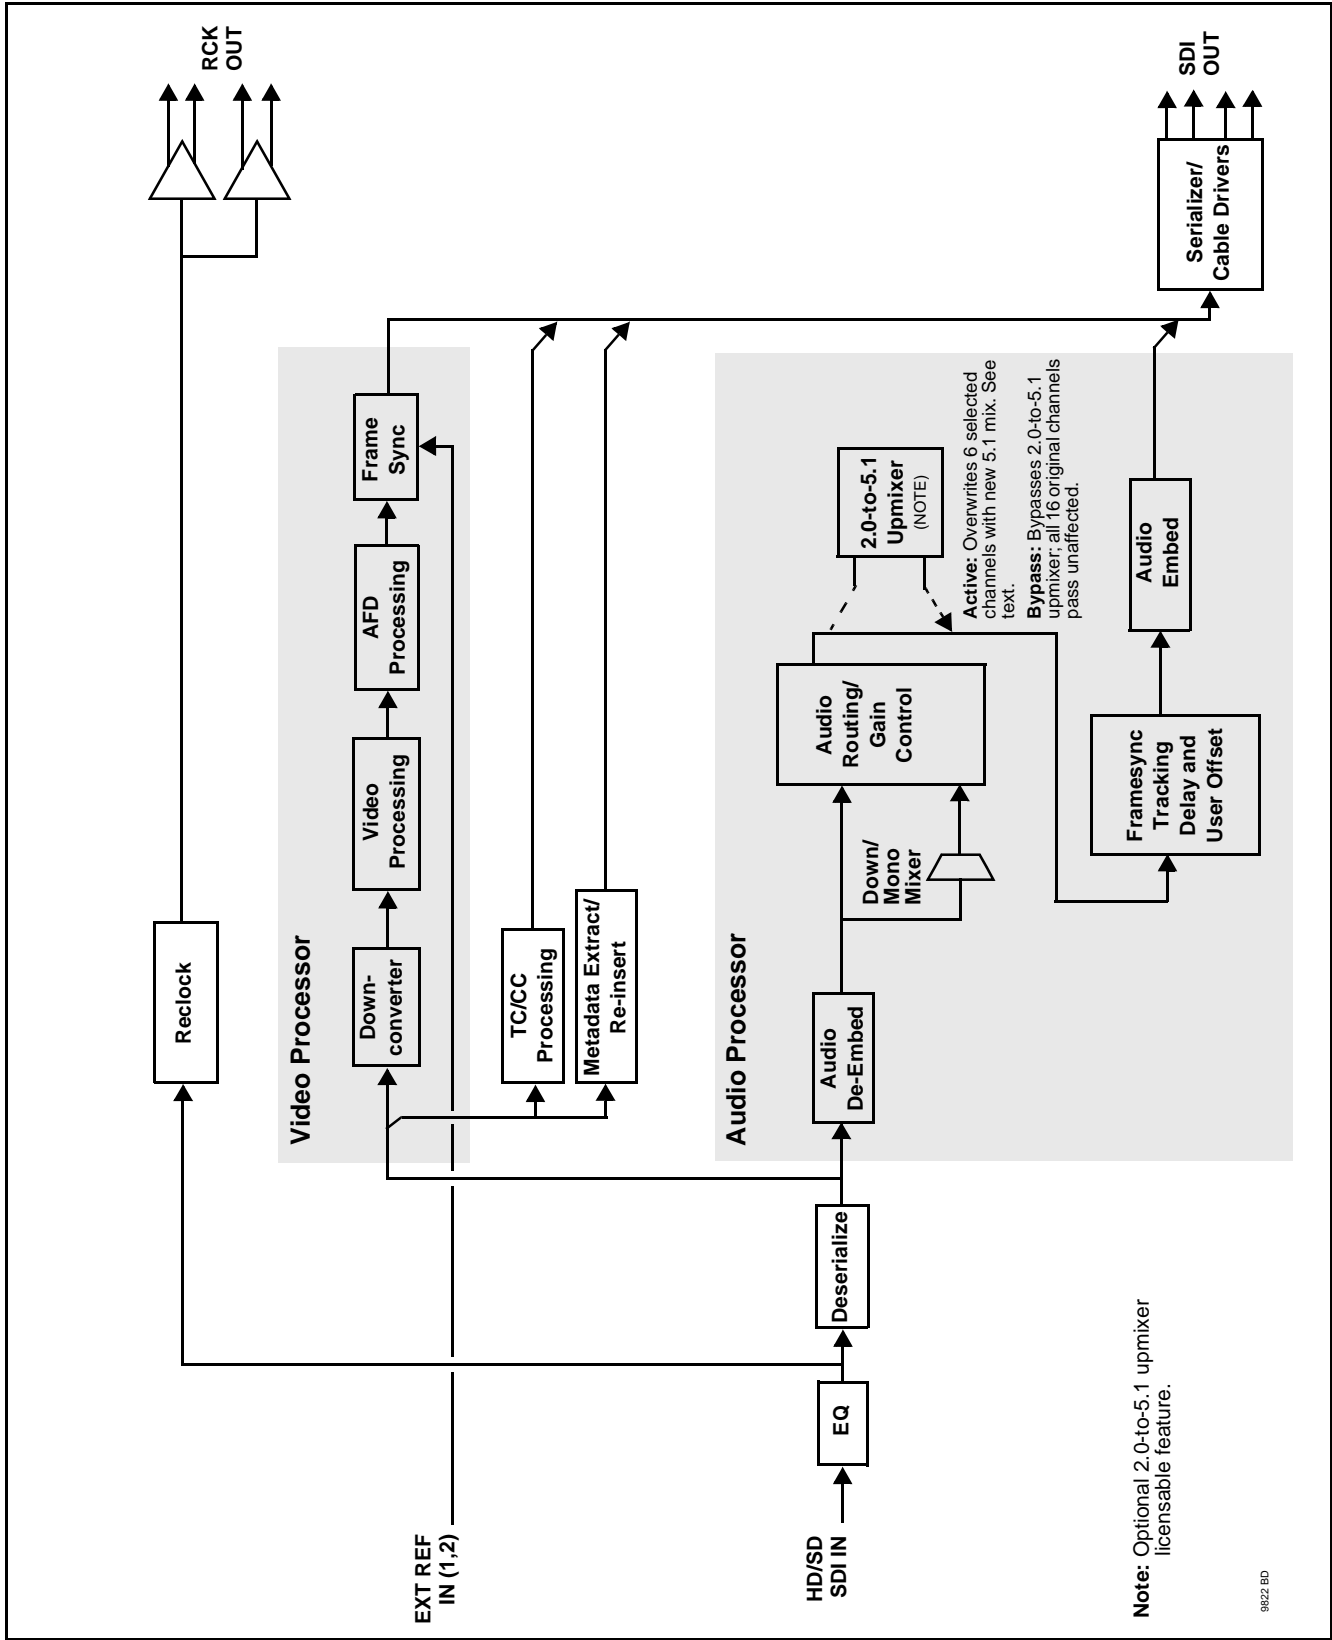 RCK
OUT
SDI
OUT
Reclock
Video Processor
Down-
converter
Video
Processing
AFD
Processing
Frame
Sync
TC/CC
Processing
Metadata Extract/
Re-insert
Serializer/
Cable Drivers
Audio Processor
Audio
De-Embed
Down/
Mono
Mixer
Audio
Routing/
Gain
Control
2.0-to-5.1
Upmixer
(NOTE)
Active: Overwrites 6 selected
channels with new 5.1 mix. See
text.
Bypass: Bypasses 2.0-to-5.1
upmixer; all 16 original channels
pass unaffected.
Framesync
Tracking
Delay and
User Offset
Audio
Embed
EXT REF
IN (1,2)
HD/SD
SDI IN
EQ
Deserialize
Note: Optional 2.0-to-5.1 upmixer
licensable feature.
9822 BD